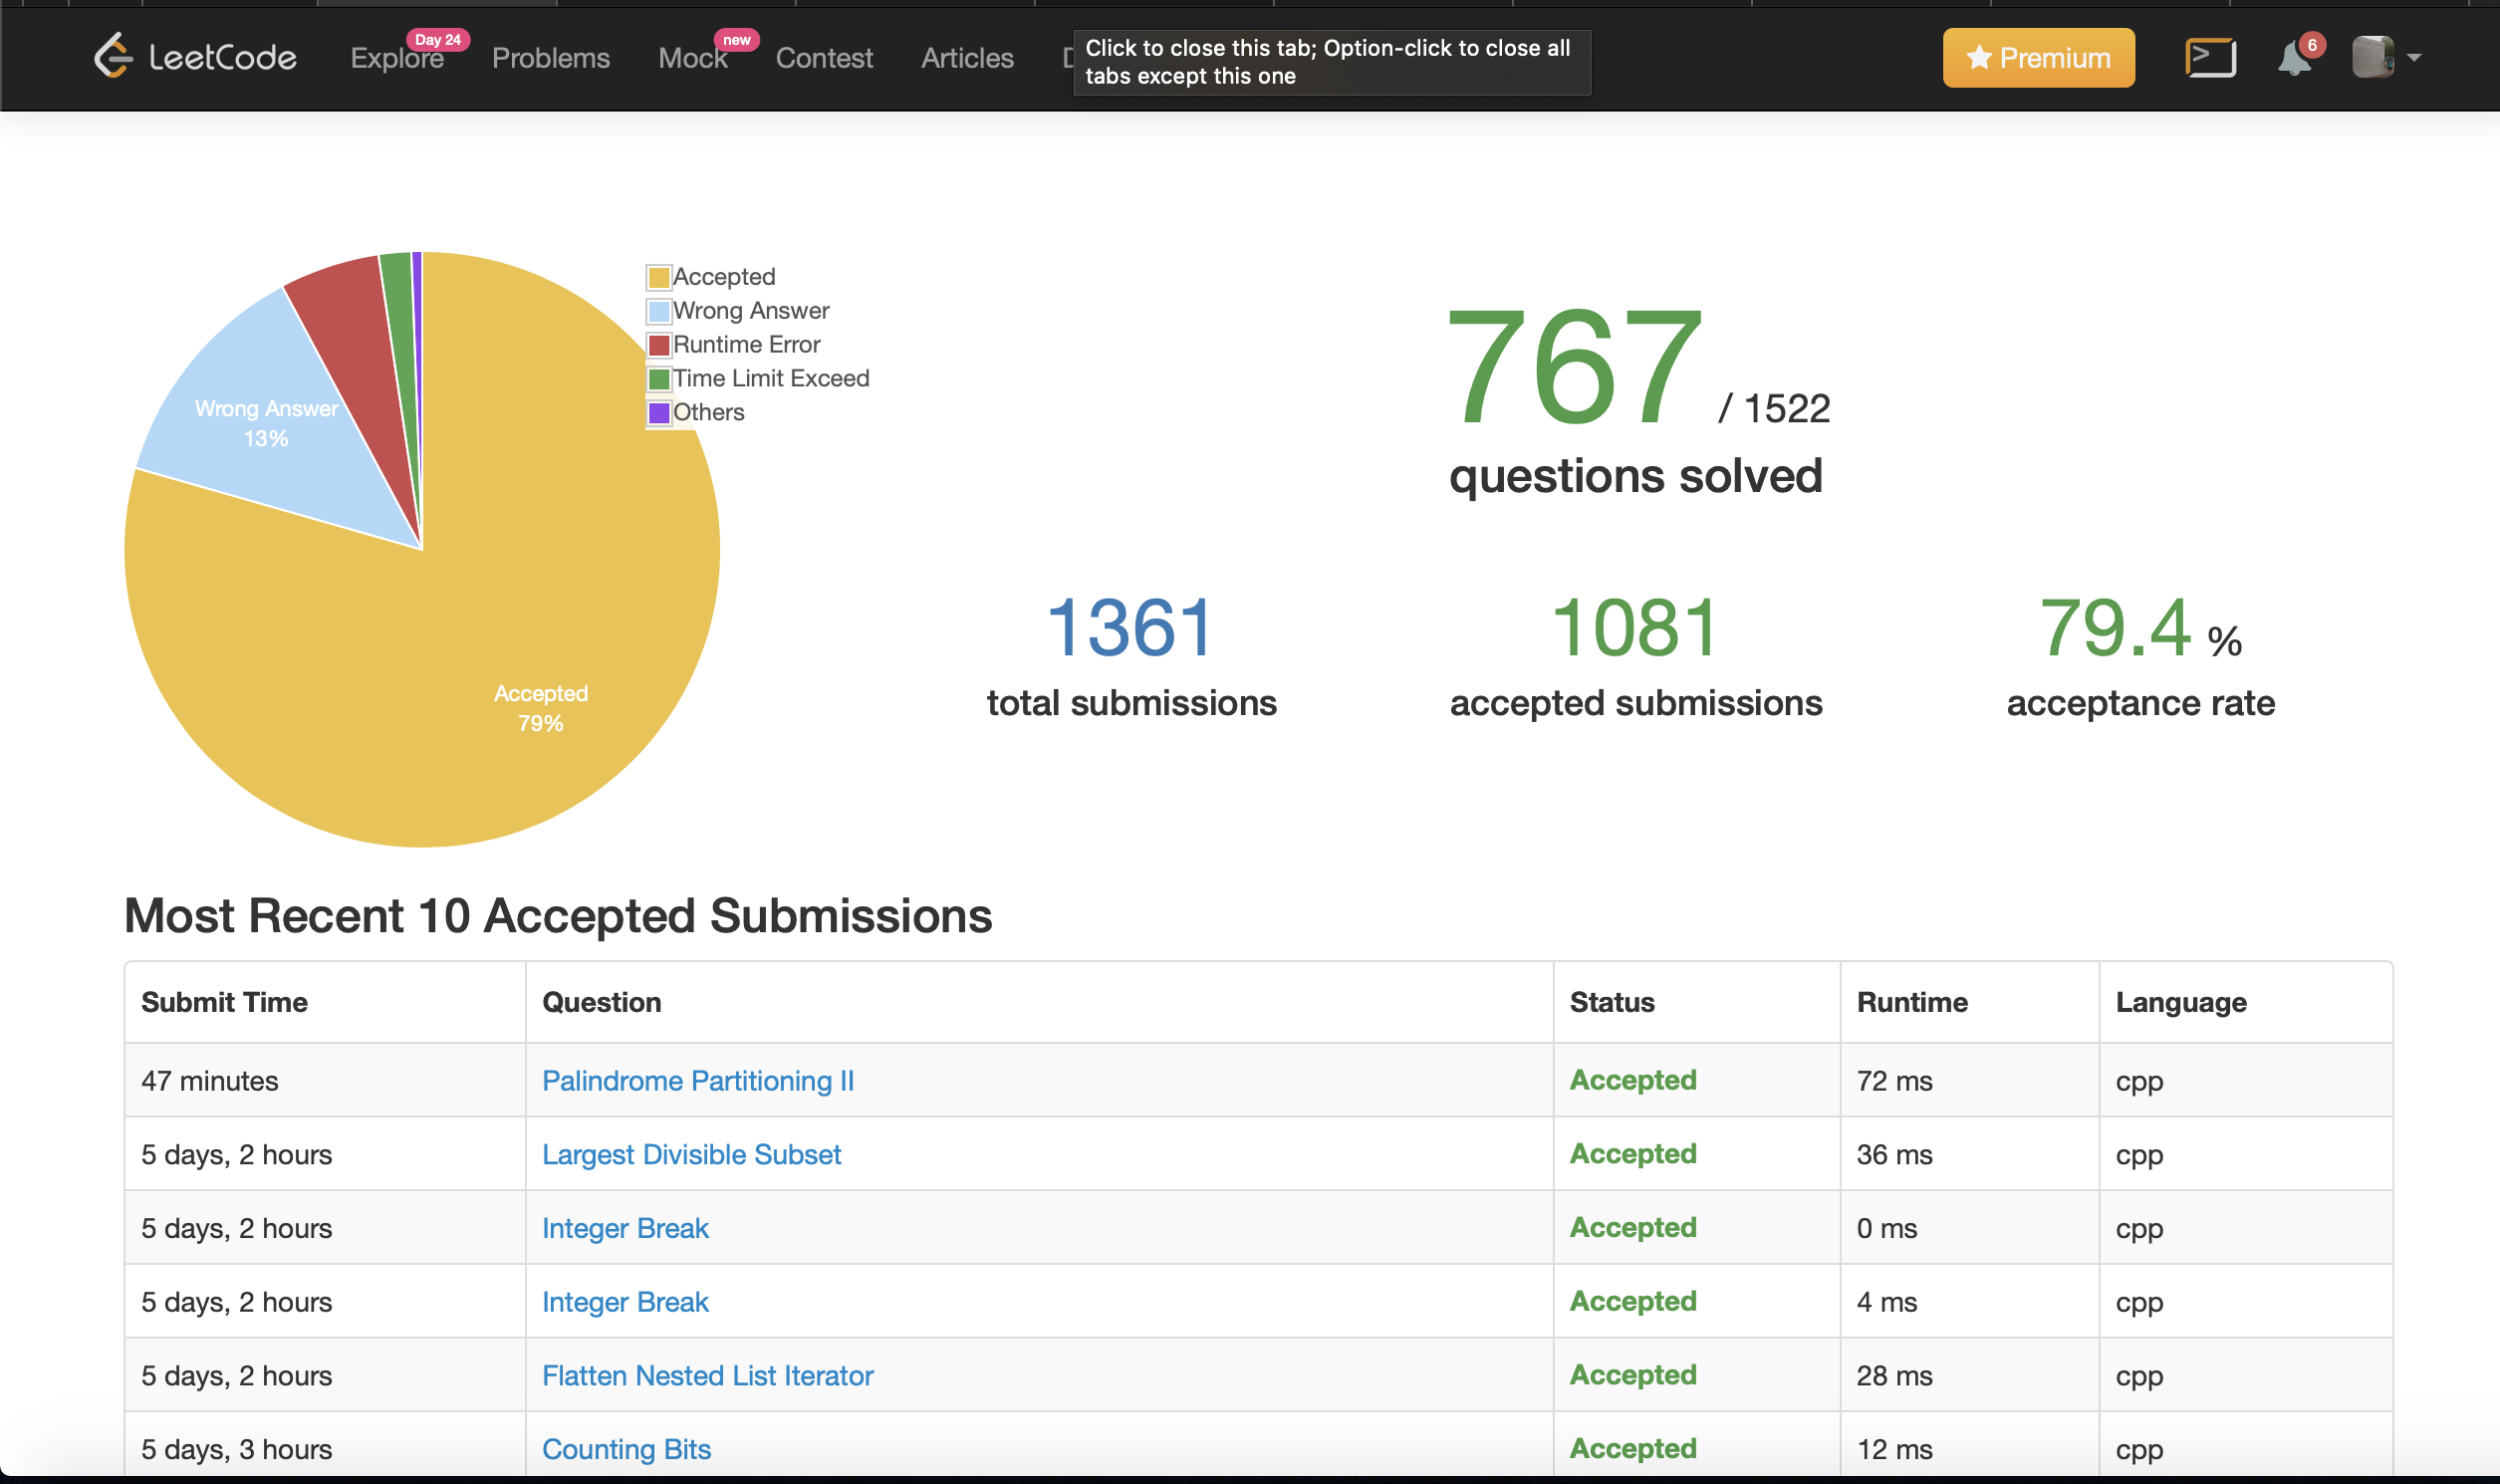 LeetCode
Explore Day 24 Problems Mock new Contest Articles
Click to close this tab; Option-click to close all
tabs except this one
Premium
6
Accepted
Wrong Answer
Runtime Error
Time Limit Exceed
Others
Wrong Answer
13%
Accepted
79%
767 / 1522
questions solved
1361
total submissions
1081
accepted submissions
79.4 %
acceptance rate
Most Recent 10 Accepted Submissions
Submit Time Question Status Runtime Language
47 minutes Palindrome Partitioning II Accepted 72 ms cpp
5 days, 2 hours Largest Divisible Subset Accepted 36 ms cpp
5 days, 2 hours Integer Break Accepted 0 ms cpp
5 days, 2 hours Integer Break Accepted 4 ms cpp
5 days, 2 hours Flatten Nested List Iterator Accepted 28 ms cpp
5 days, 3 hours Counting Bits Accepted 12 ms cpp